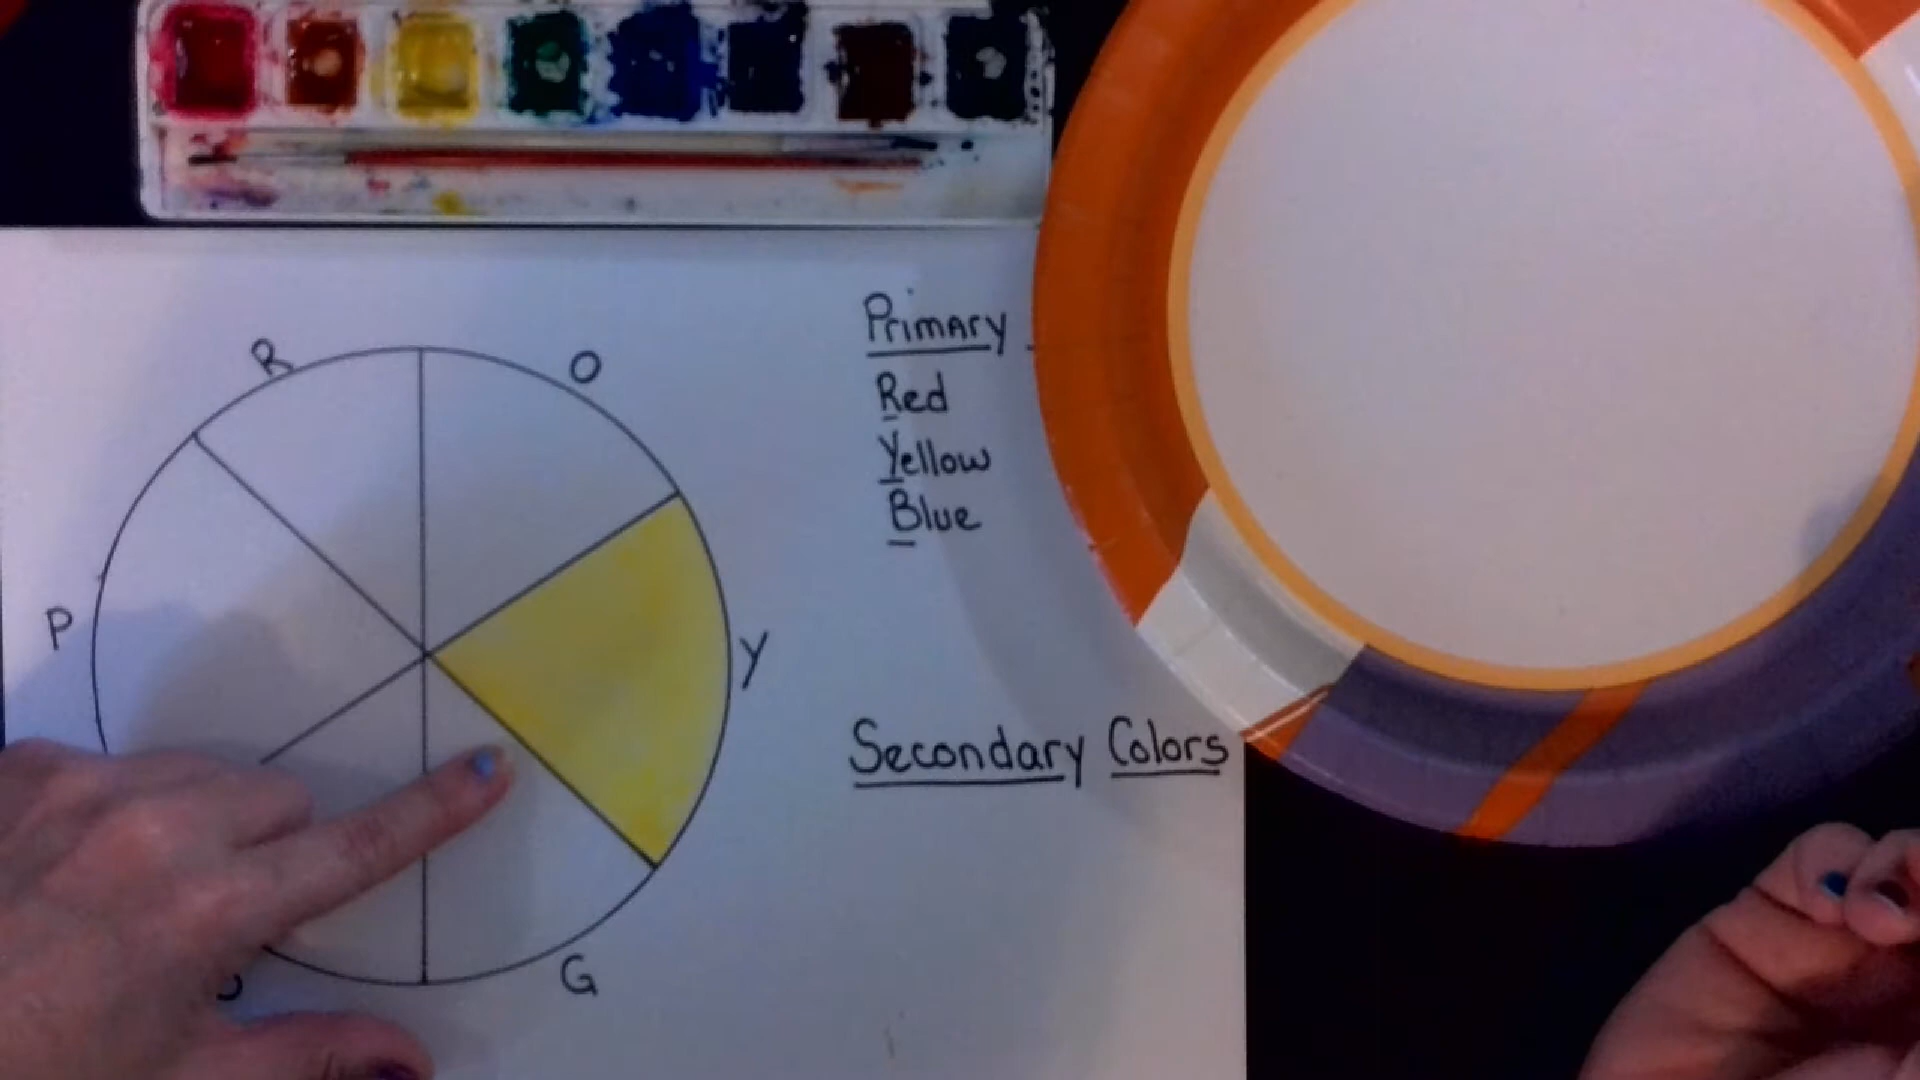 R
O
P
Y
G
Primary
Red
Yellow
Blue
Secondary Colors